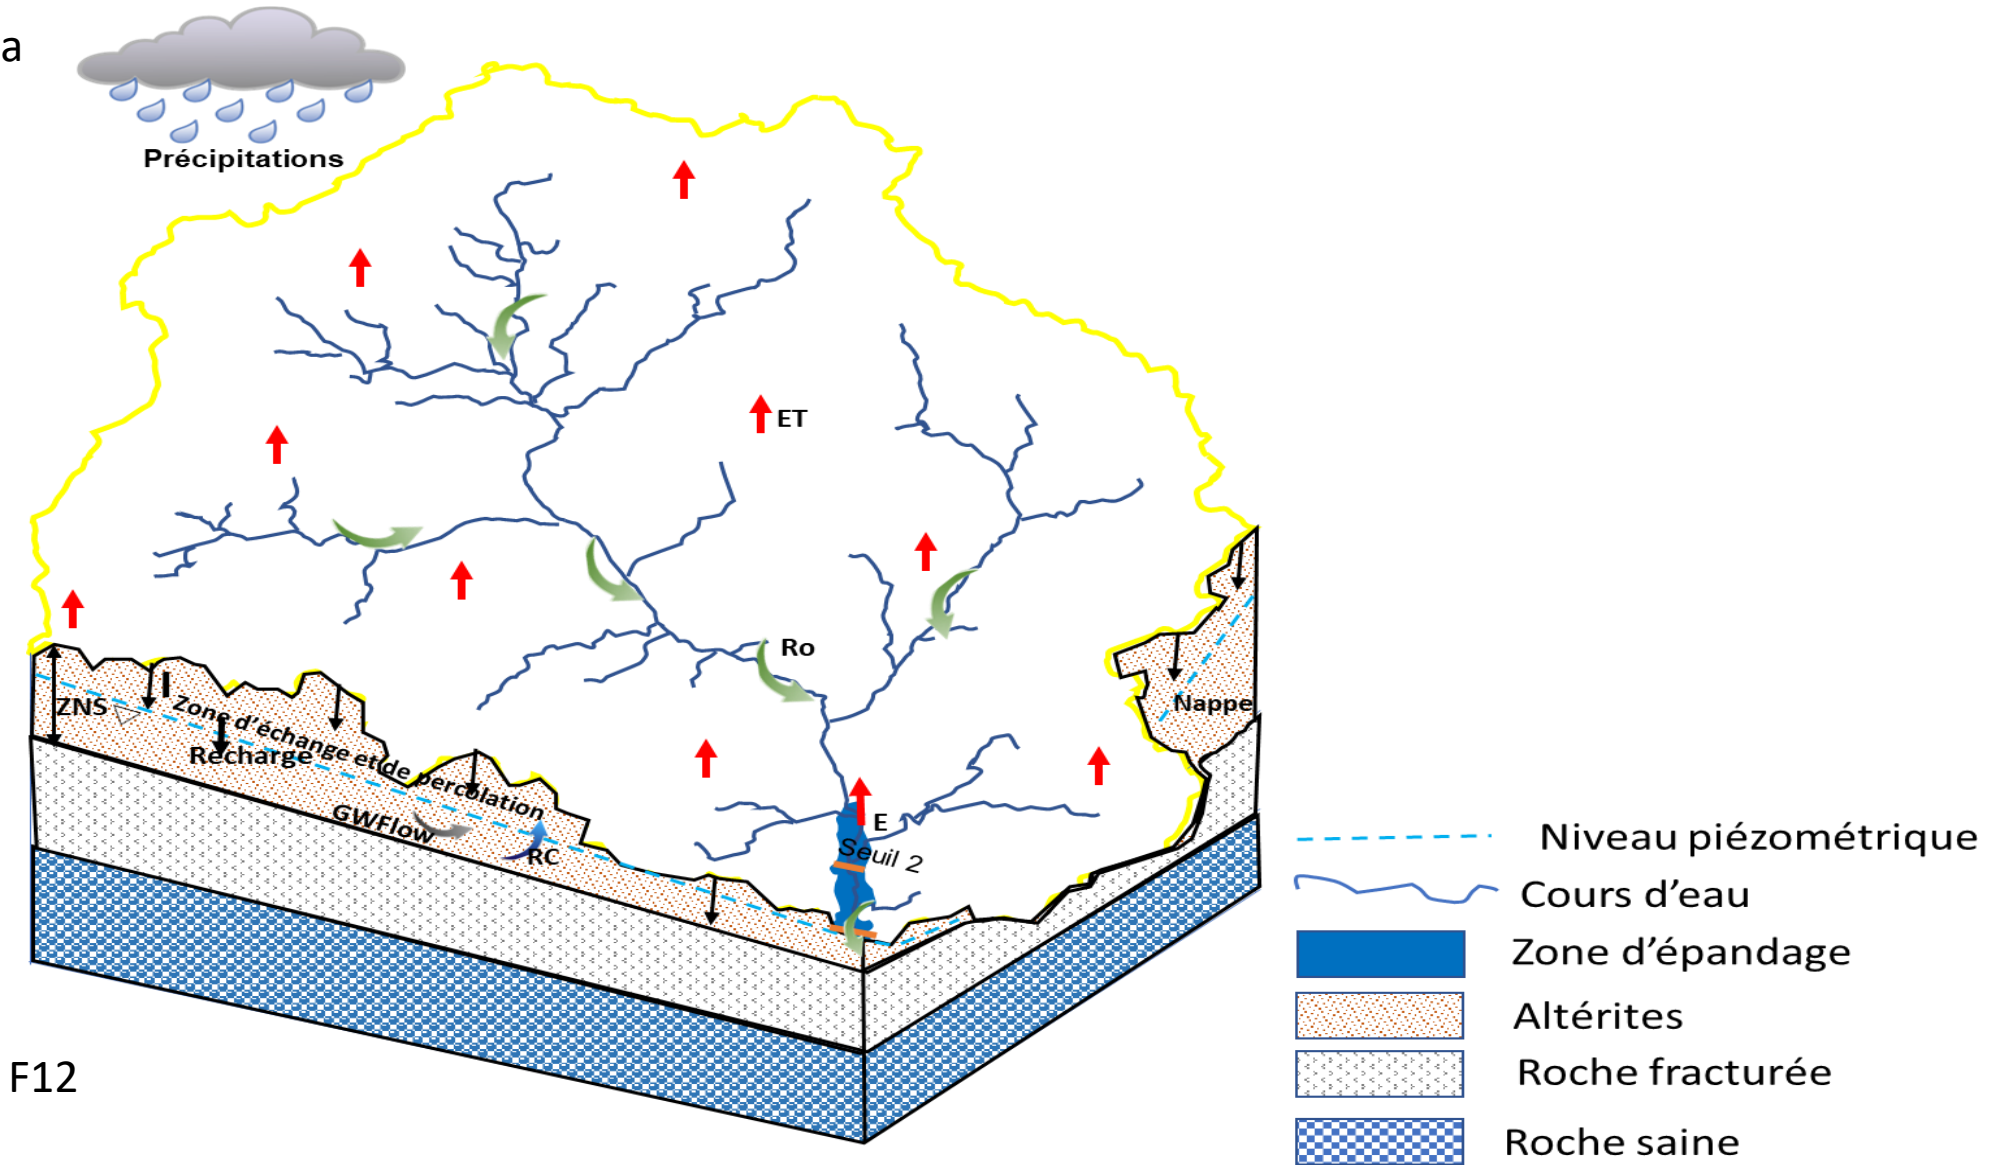 a
Précipitations
ET
Ro
ZNS
I
Zone d'échange et de percolation
Recharge
GWFlow
RC
E
Seuil 2
Nappe
Niveau piézométrique
Cours d'eau
Zone d'épandage
Altérites
Roche fracturée
Roche saine
F12